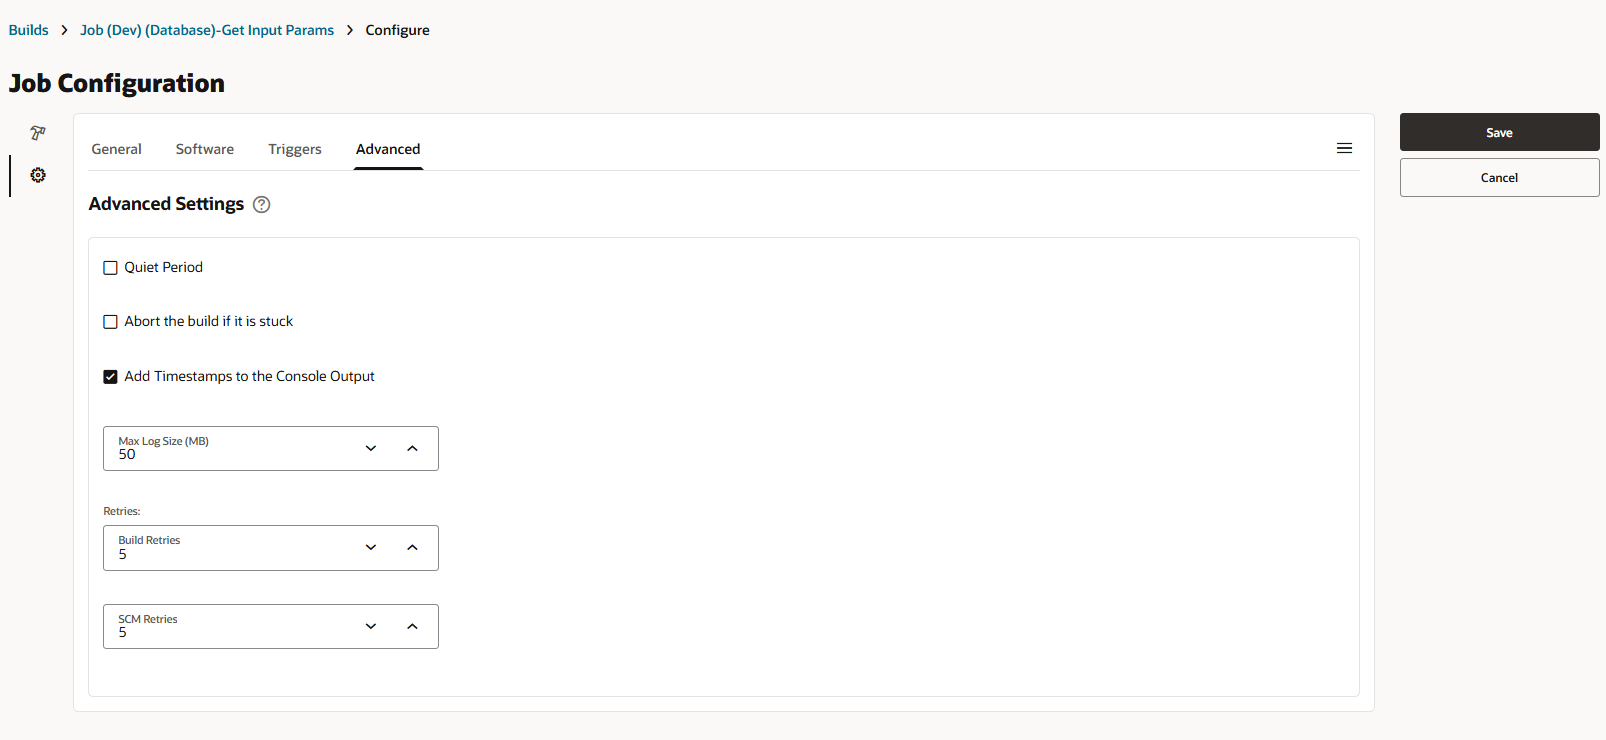 Builds > Job (Dev) (Database)-Get Input Params > Configure
Job Configuration
General Software Triggers Advanced
Save
Cancel
Advanced Settings ?
Quiet Period
Abort the build if it is stuck
Add Timestamps to the Console Output
Max Log Size (MB)
50
Retries:
Build Retries
5
SCM Retries
5